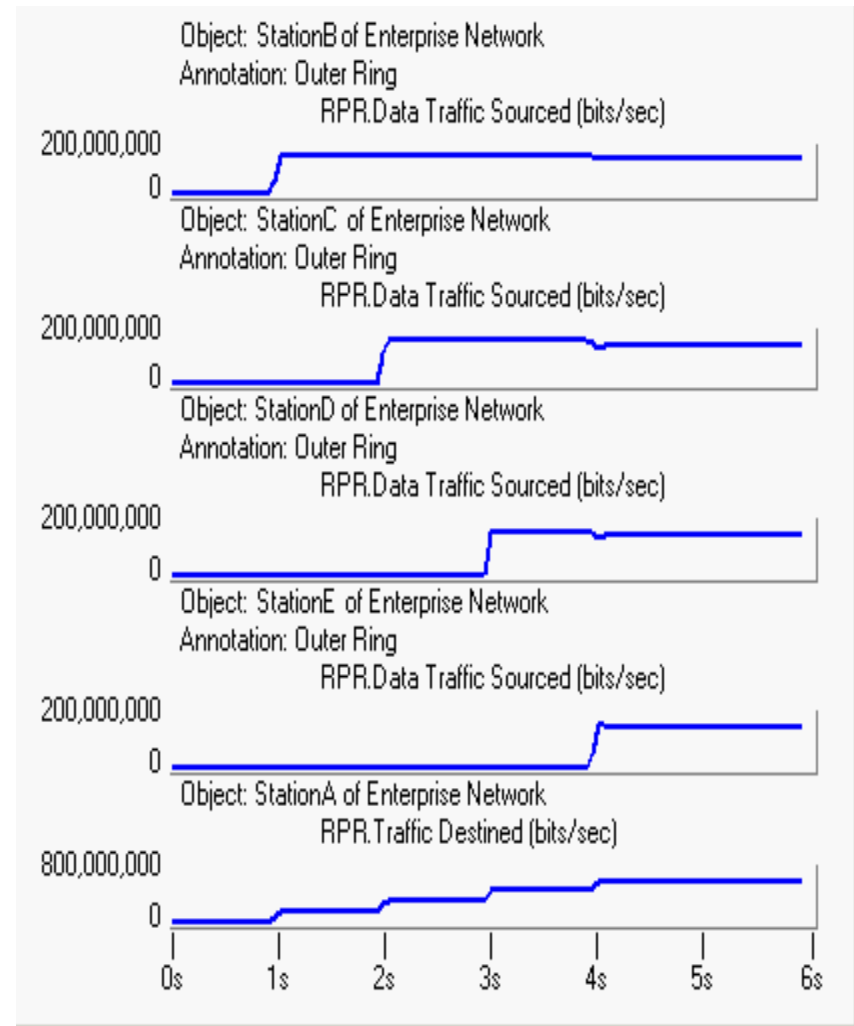 Object: StationB of Enterprise Network
Annotation: Outer Ring
RPR.Data Traffic Sourced (bits/sec)
200,000,000
0
Object: StationC of Enterprise Network
Annotation: Outer Ring
RPR.Data Traffic Sourced (bits/sec)
200,000,000
0
Object: StationD of Enterprise Network
Annotation: Outer Ring
RPR.Data Traffic Sourced (bits/sec)
200,000,000
0
Object: StationE of Enterprise Network
Annotation: Outer Ring
RPR.Data Traffic Sourced (bits/sec)
200,000,000
0
Object: StationA of Enterprise Network
RPR.Traffic Destined (bits/sec)
800,000,000
0
0s 1s 2s 3s 4s 5s 6s